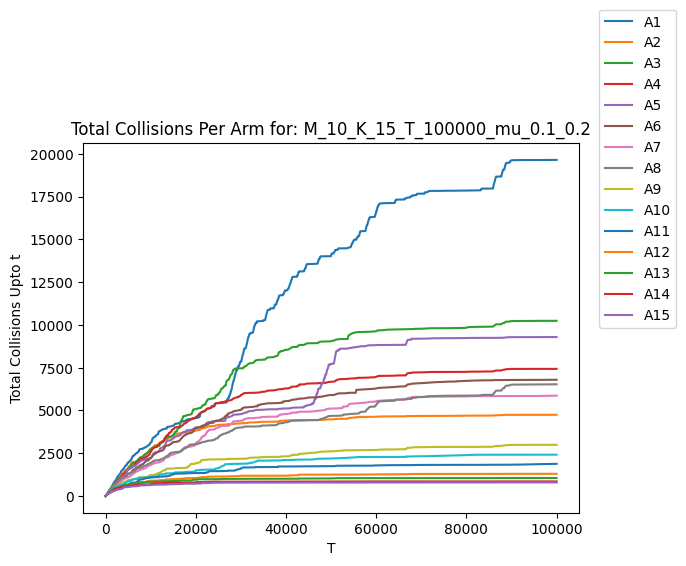 Total Collisions Per Arm for: M_10_K_15_T_100000_mu_0.1_0.2
Total Collisions Upto t
20000
17500
15000
12500
10000
7500
5000
2500
0
0 20000 40000 60000 80000 100000
T
A1
A2
A3
A4
A5
A6
A7
A8
A9
A10
A11
A12
A13
A14
A15